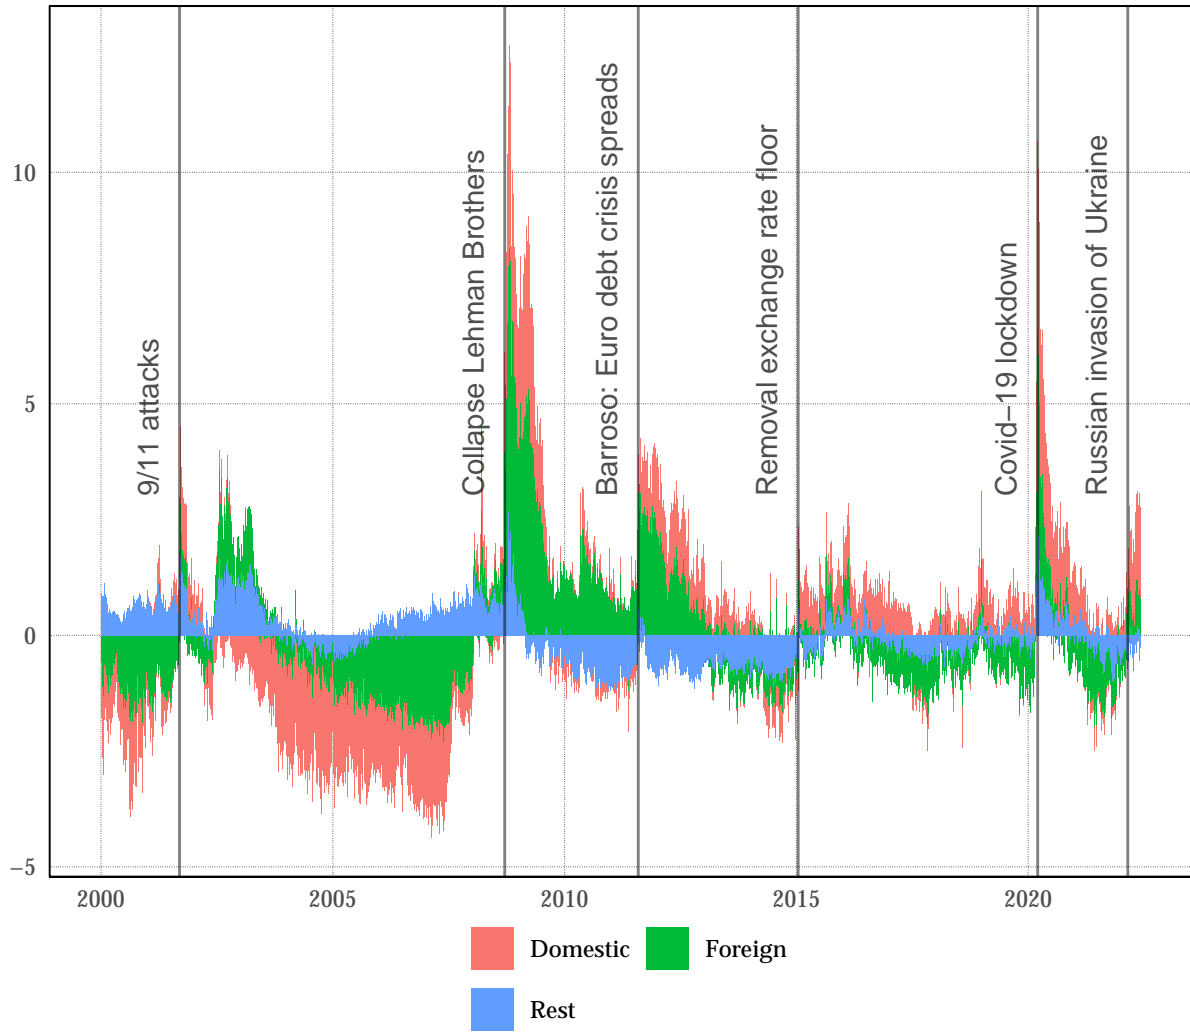 10
5
0
−5
9/11 attacks
Collapse Lehman Brothers
Barroso: Euro debt crisis spreads
Removal exchange rate floor
Covid−19 lockdown
Russian invasion of Ukraine
2000 2005 2010 2015 2020
Domestic Foreign
Rest